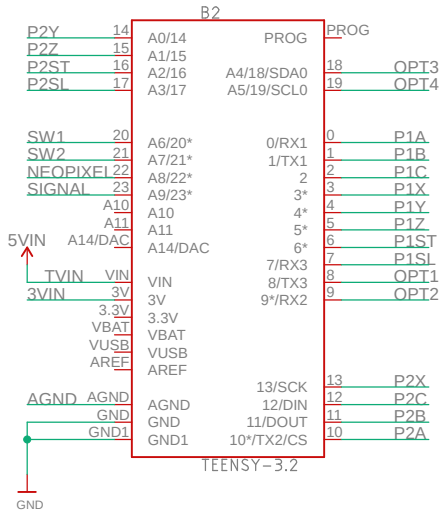 B2
P2Y 14 A0/14 PROG PROG
P2Z 15 A1/15
P2ST 16 A2/16 A4/18/SDA0 18 OPT3
P2SL 17 A3/17 A5/19/SCL0 19 OPT4
SW1 20 A6/20* 0/RX1 0 P1A
SW2 21 A7/21* 1/TX1 1 P1B
NEOPIXEL 22 A8/22* 2 2 P1C
SIGNAL 23 A9/23* 3* 3 P1X
A10 A10 4* 4 P1Y
A11 A11 5* 5 P1Z
5VIN A14/DAC A14/DAC 6* 6 P1ST
7/RX3 7 P1SL
TVIN VIN VIN 8/TX3 8 OPT1
3VIN 3V 3V 9*/RX2 9 OPT2
3.3V 3.3V
VBAT VBAT
VUSB VUSB
AREF AREF
13/SCK 13 P2X
AGND AGND AGND 12/DIN 12 P2C
GND GND 11/DOUT 11 P2B
GND1 GND1 10*/TX2/CS 10 P2A
TEENSY-3.2
GND